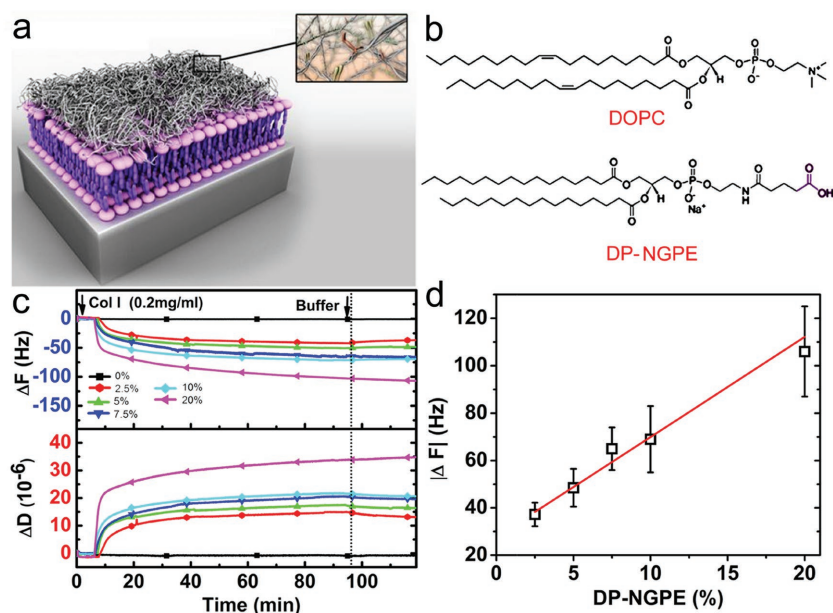 a
b
O
O
O
P
O
O⁻
O
N⁺
O
H
O
DOPC
O
O
O
O
P
O
O⁻
Na⁺
O
N
H
O
OH
O
H
O
DP-NGPE
c
Col I (0.2mg/ml)
Buffer
0
-50
-100
-150
ΔF (Hz)
0%
2.5%
5%
7.5%
10%
20%
40
30
20
10
0
ΔD (10⁻⁶)
0 20 40 60 80 100
Time (min)
d
120
100
80
60
40
20
|Δ F| (Hz)
0 5 10 15 20
DP-NGPE (%)